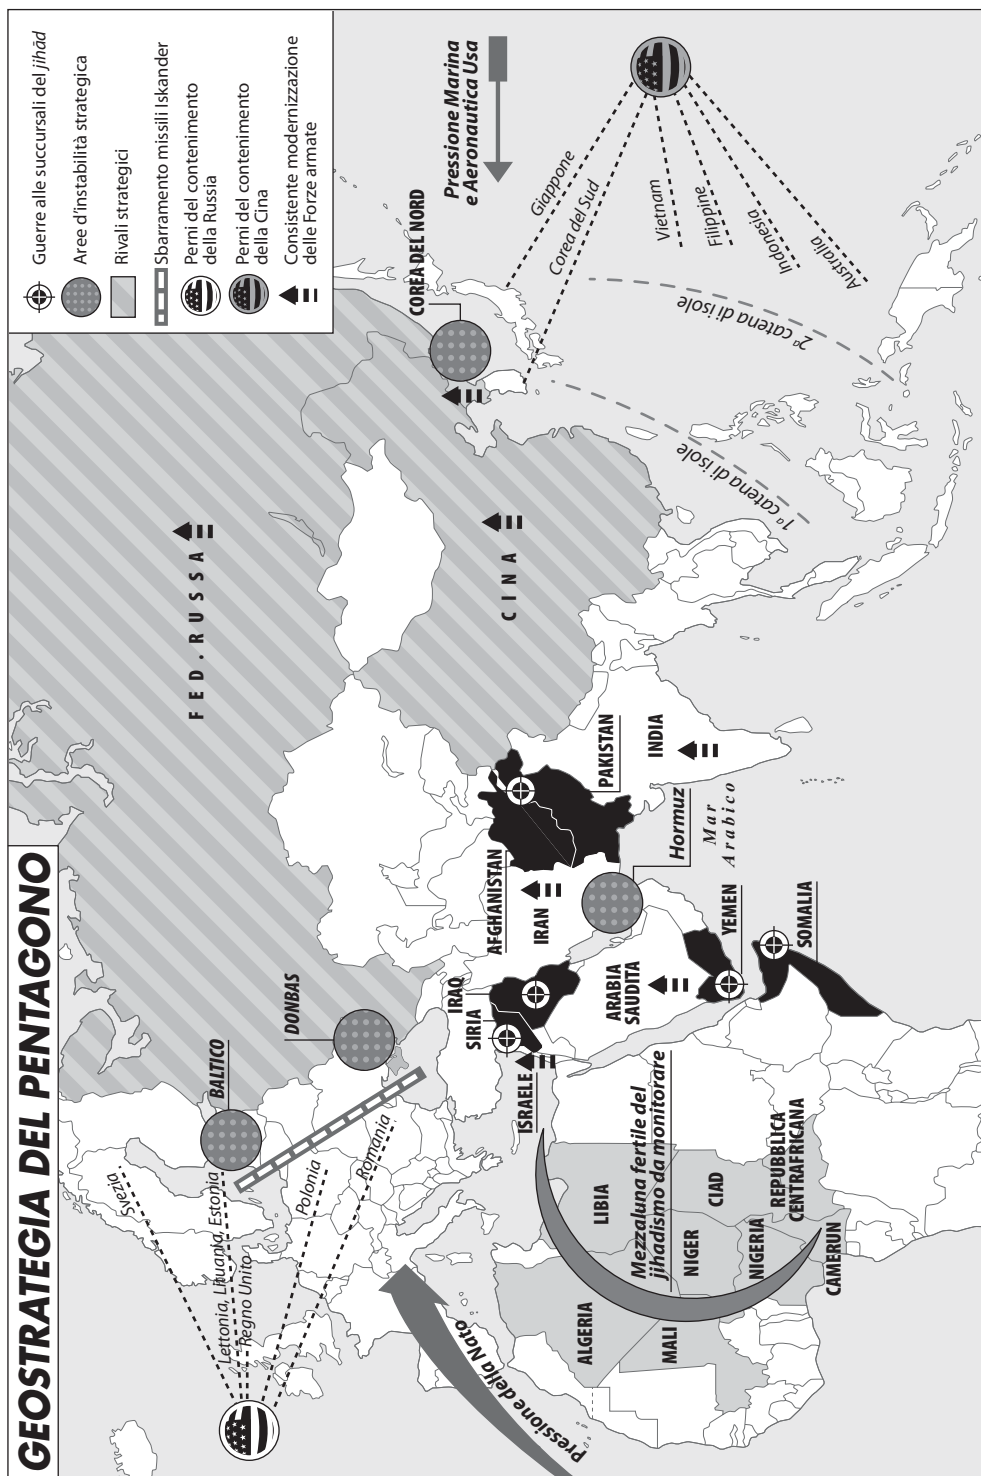 GEOSTRATEGIA DEL PENTAGONO
Guerre alle succursali del jihād
Aree d'instabilità strategica
Rivali strategici
Sbarramento missili Iskander
Perni del contenimento
della Russia
Perni del contenimento
della Cina
Consistente modernizzazione
delle Forze armate
FED. RUSSA
CINA
COREA DEL NORD
Pressione Marina
e Aeronautica Usa
Giappone
Corea del Sud
Vietnam
Filippine
Indonesia
Australia
2ª catena di isole
1ª catena di isole
BALTICO
DONBAS
Svezia
Lettonia, Lituania, Estonia
Regno Unito
Polonia
Romania
Pressione della Nato
AFGHANISTAN
PAKISTAN
INDIA
IRAN
Hormuz
Mar
Arabico
IRAQ
SIRIA
ISRAELE
ARABIA
SAUDITA
YEMEN
SOMALIA
Mezzaluna fertile del
jihadismo da monitorare
LIBIA
CIAD
REPUBBLICA
CENTRAFRICANA
NIGER
NIGERIA
CAMERUN
ALGERIA
MALI